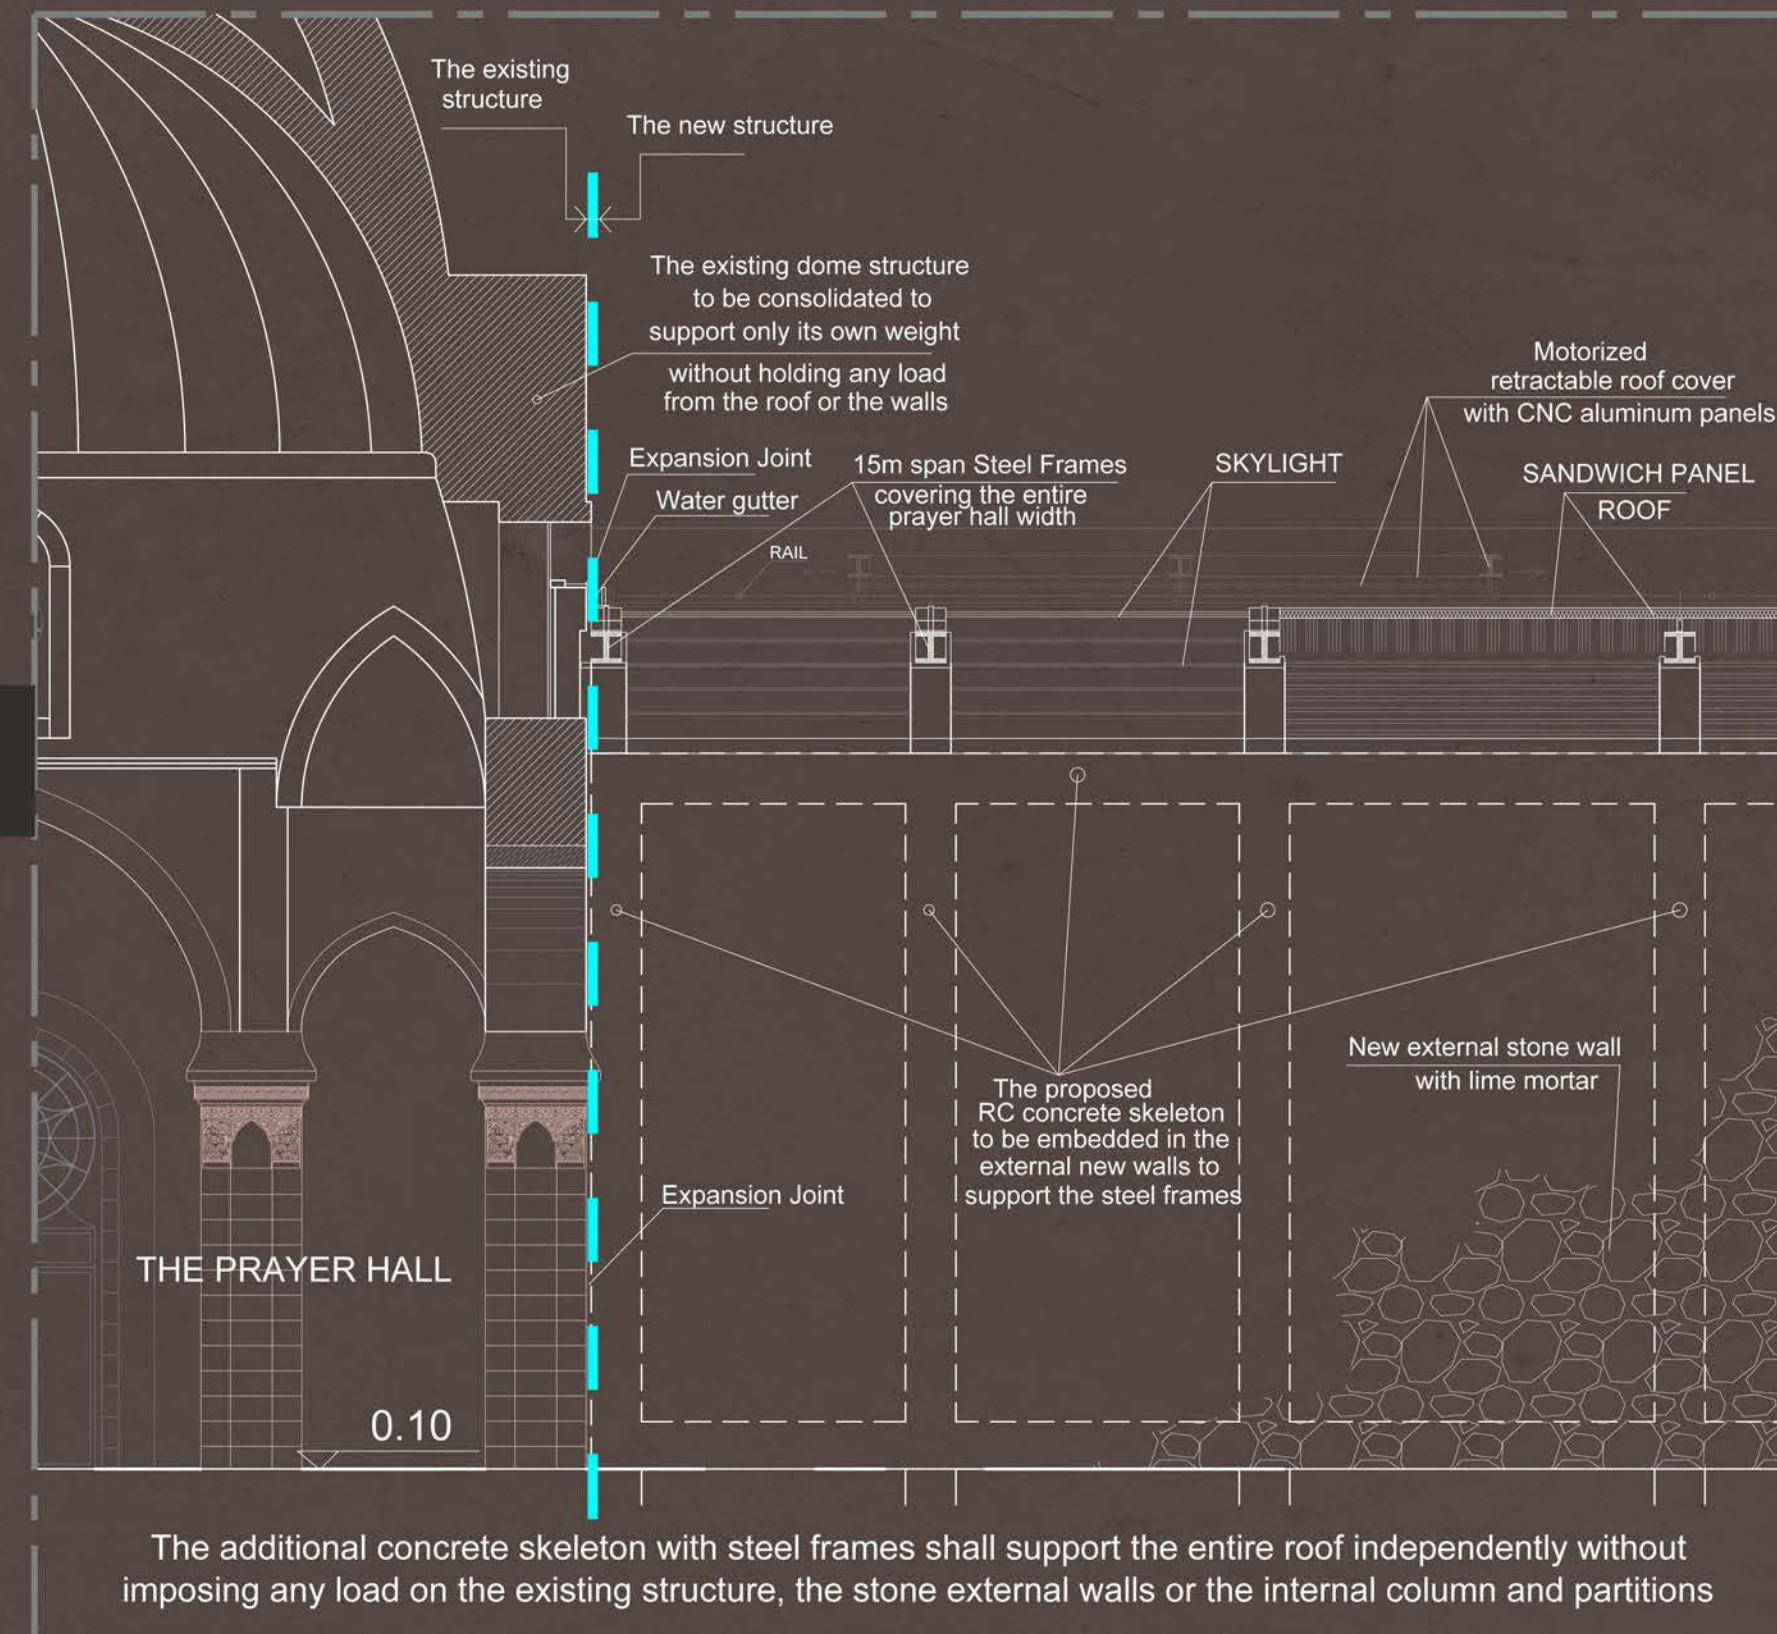 The existing
structure
The new structure
The existing dome structure
to be consolidated to
support only its own weight
without holding any load
from the roof or the walls
Motorized
retractable roof cover
with CNC aluminum panels
Expansion Joint
Water gutter
15m span Steel Frames
covering the entire
prayer hall width
SKYLIGHT
SANDWICH PANEL
ROOF
RAIL
The proposed
RC concrete skeleton
to be embedded in the
external new walls to
support the steel frames
New external stone wall
with lime mortar
Expansion Joint
THE PRAYER HALL
0.10
The additional concrete skeleton with steel frames shall support the entire roof independently without
imposing any load on the existing structure, the stone external walls or the internal column and partitions